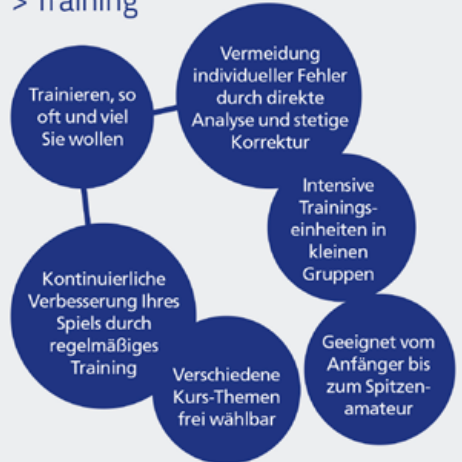 > Training
Trainieren, so
oft und viel
Sie wollen
Vermeidung
individueller Fehler
durch direkte
Analyse und stetige
Korrektur
Intensive
Trainings-
einheiten in
kleinen
Gruppen
Kontinuierliche
Verbesserung Ihres
Spiels durch
regelmäßiges
Training
Verschiedene
Kurs-Themen
frei wählbar
Geeignet vom
Anfänger bis
zum Spitzen-
amateur